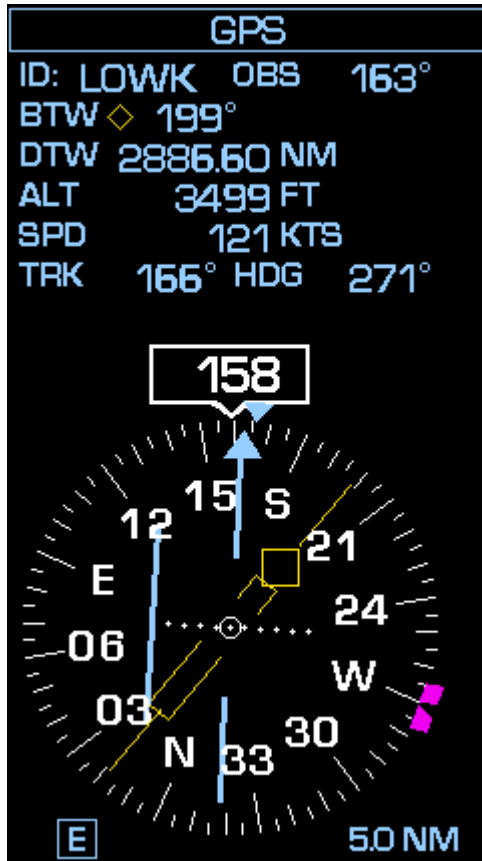 GPS
ID: LOWK OBS 163°
BTW 199°
DTW 2886.60 NM
ALT 3499 FT
SPD 121 KTS
TRK 166° HDG 271°
158
15 S
12 21
E 24
06 W
03 30
N 33
E 5.0 NM